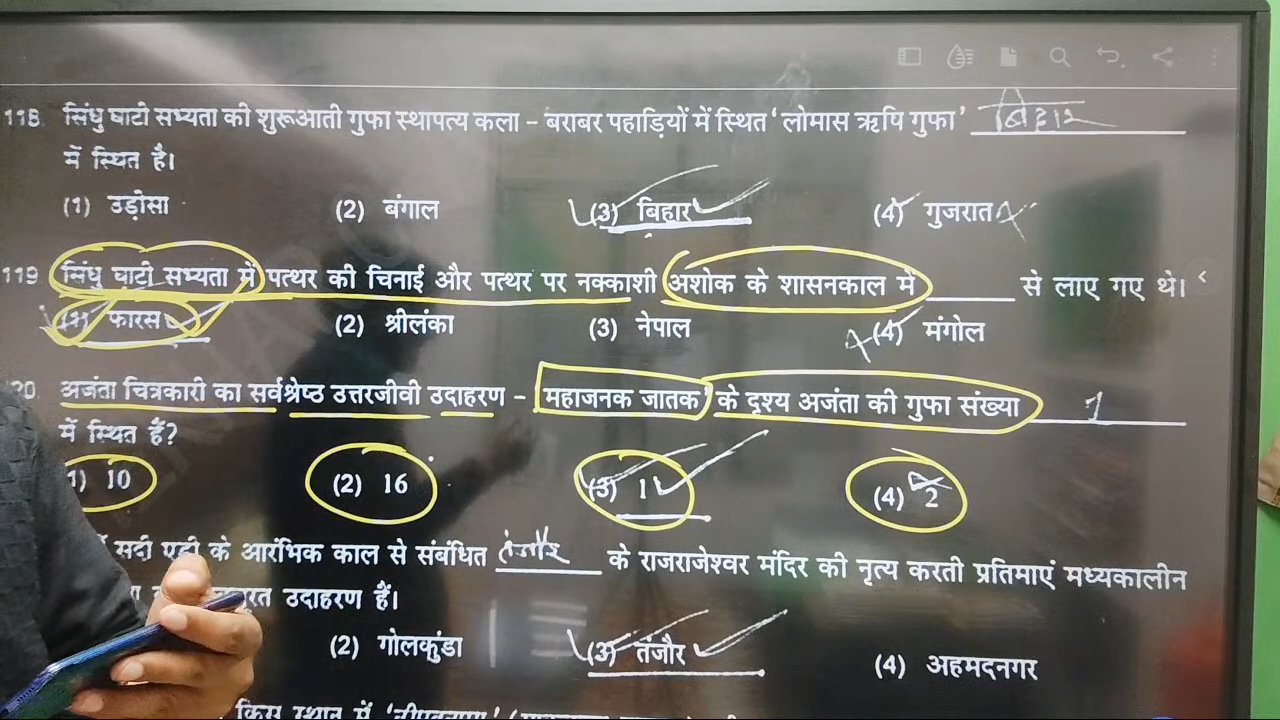 118. सिंधु घाटी सभ्यता की शुरूआती गुफा स्थापत्य कला – बराबर पहाड़ियों में स्थित ‘लोमास ऋषि गुफा’ बिहार
में स्थित है।
(1) उड़ीसा (2) बंगाल (3) बिहार (4) गुजरात
119 सिंधु घाटी सभ्यता में पत्थर की चिनाई और पत्थर पर नक्काशी अशोक के शासनकाल में ______ से लाए गए थे।
(1) फारस (2) श्रीलंका (3) नेपाल (4) मंगोल
20. अजंता चित्रकारी का सर्वश्रेष्ठ उत्तरजीवी उदाहरण – महाजनक जातक’ के दृश्य अजंता की गुफा संख्या 1
में स्थित हैं?
1) 10 (2) 16 (3) 1 (4) 2
सदी के आरंभिक काल से संबंधित तंजौर के राजराजेश्वर मंदिर की नृत्य करती प्रतिमाएं मध्यकालीन
उदाहरण हैं।
(2) गोलकुंडा (3) तंजौर (4) अहमदनगर
किस स्थान में